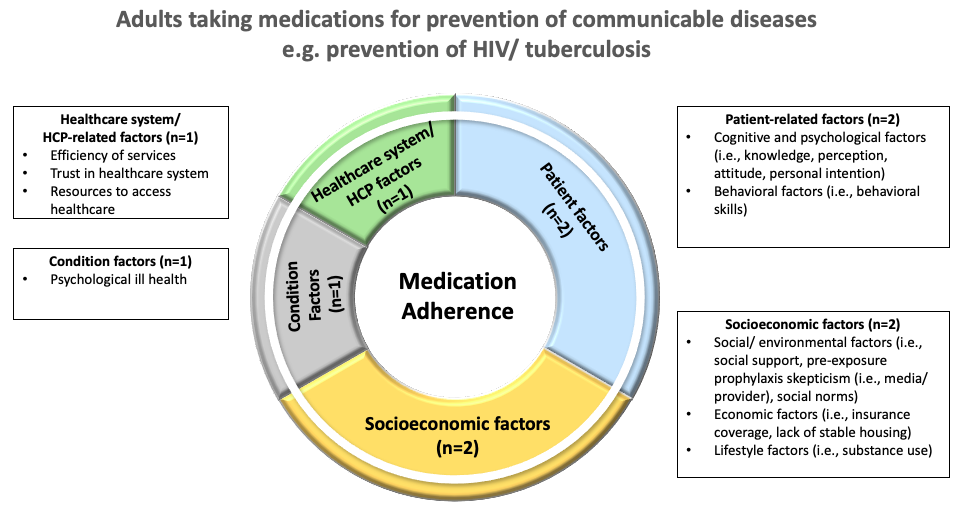 Adults taking medications for prevention of communicable diseases
e.g. prevention of HIV/ tuberculosis
Healthcare system/
HCP-related factors (n=1)
• Efficiency of services
• Trust in healthcare system
• Resources to access
healthcare
Condition factors (n=1)
• Psychological ill health
Healthcare system/
HCP factors
(n=1)
Patient factors
(n=2)
Condition
Factors
(n=1)
Medication
Adherence
Socioeconomic factors
(n=2)
Patient-related factors (n=2)
• Cognitive and psychological factors
(i.e., knowledge, perception,
attitude, personal intention)
• Behavioral factors (i.e., behavioral
skills)
Socioeconomic factors (n=2)
• Social/ environmental factors (i.e.,
social support, pre-exposure
prophylaxis skepticism (i.e., media/
provider), social norms)
• Economic factors (i.e., insurance
coverage, lack of stable housing)
• Lifestyle factors (i.e., substance use)